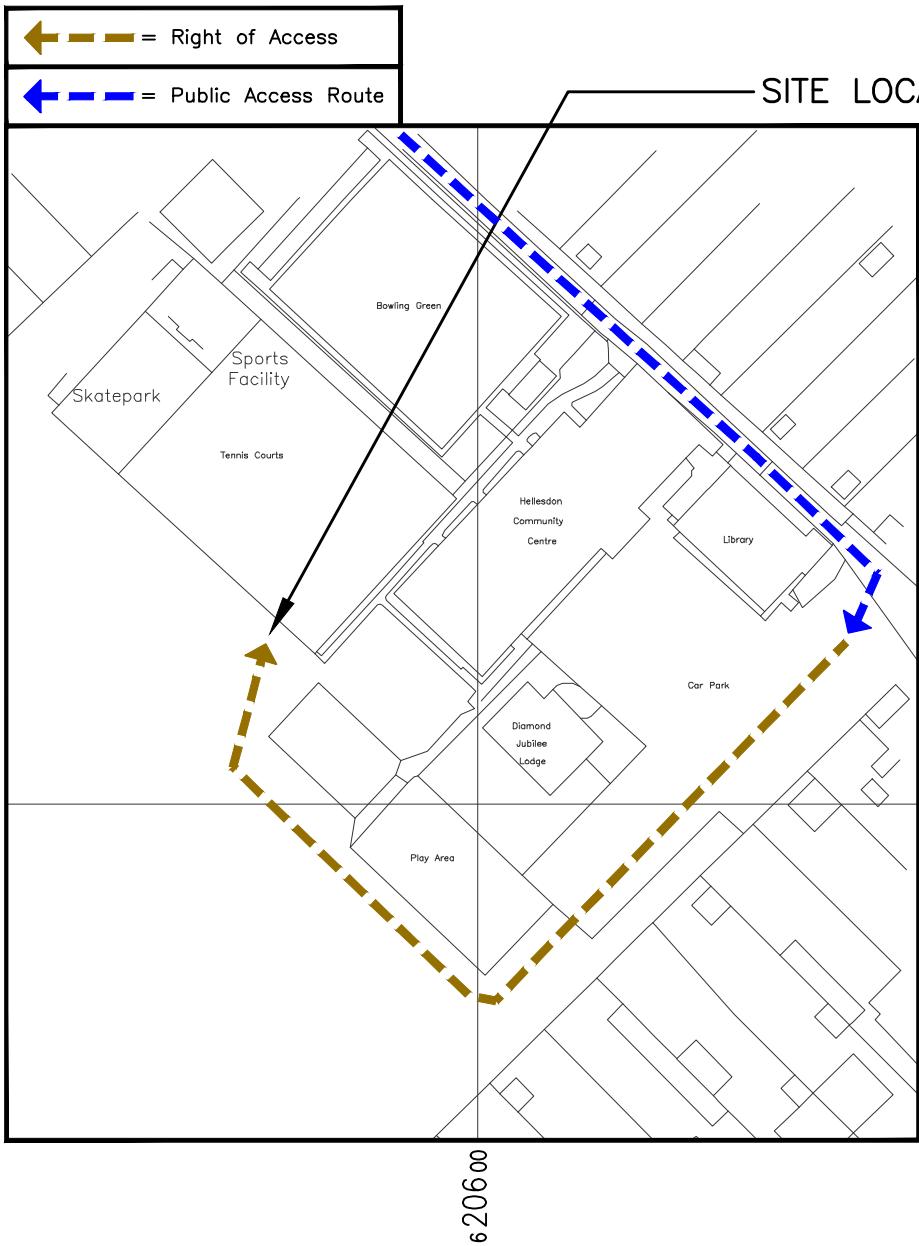 = Right of Access
= Public Access Route
SITE LOCA
Bowling Green
Sports
Facility
Skatepark
Tennis Courts
Hellesdon
Community
Centre
Library
Car Park
Diamond
Jubilee
Lodge
Play Area
620600